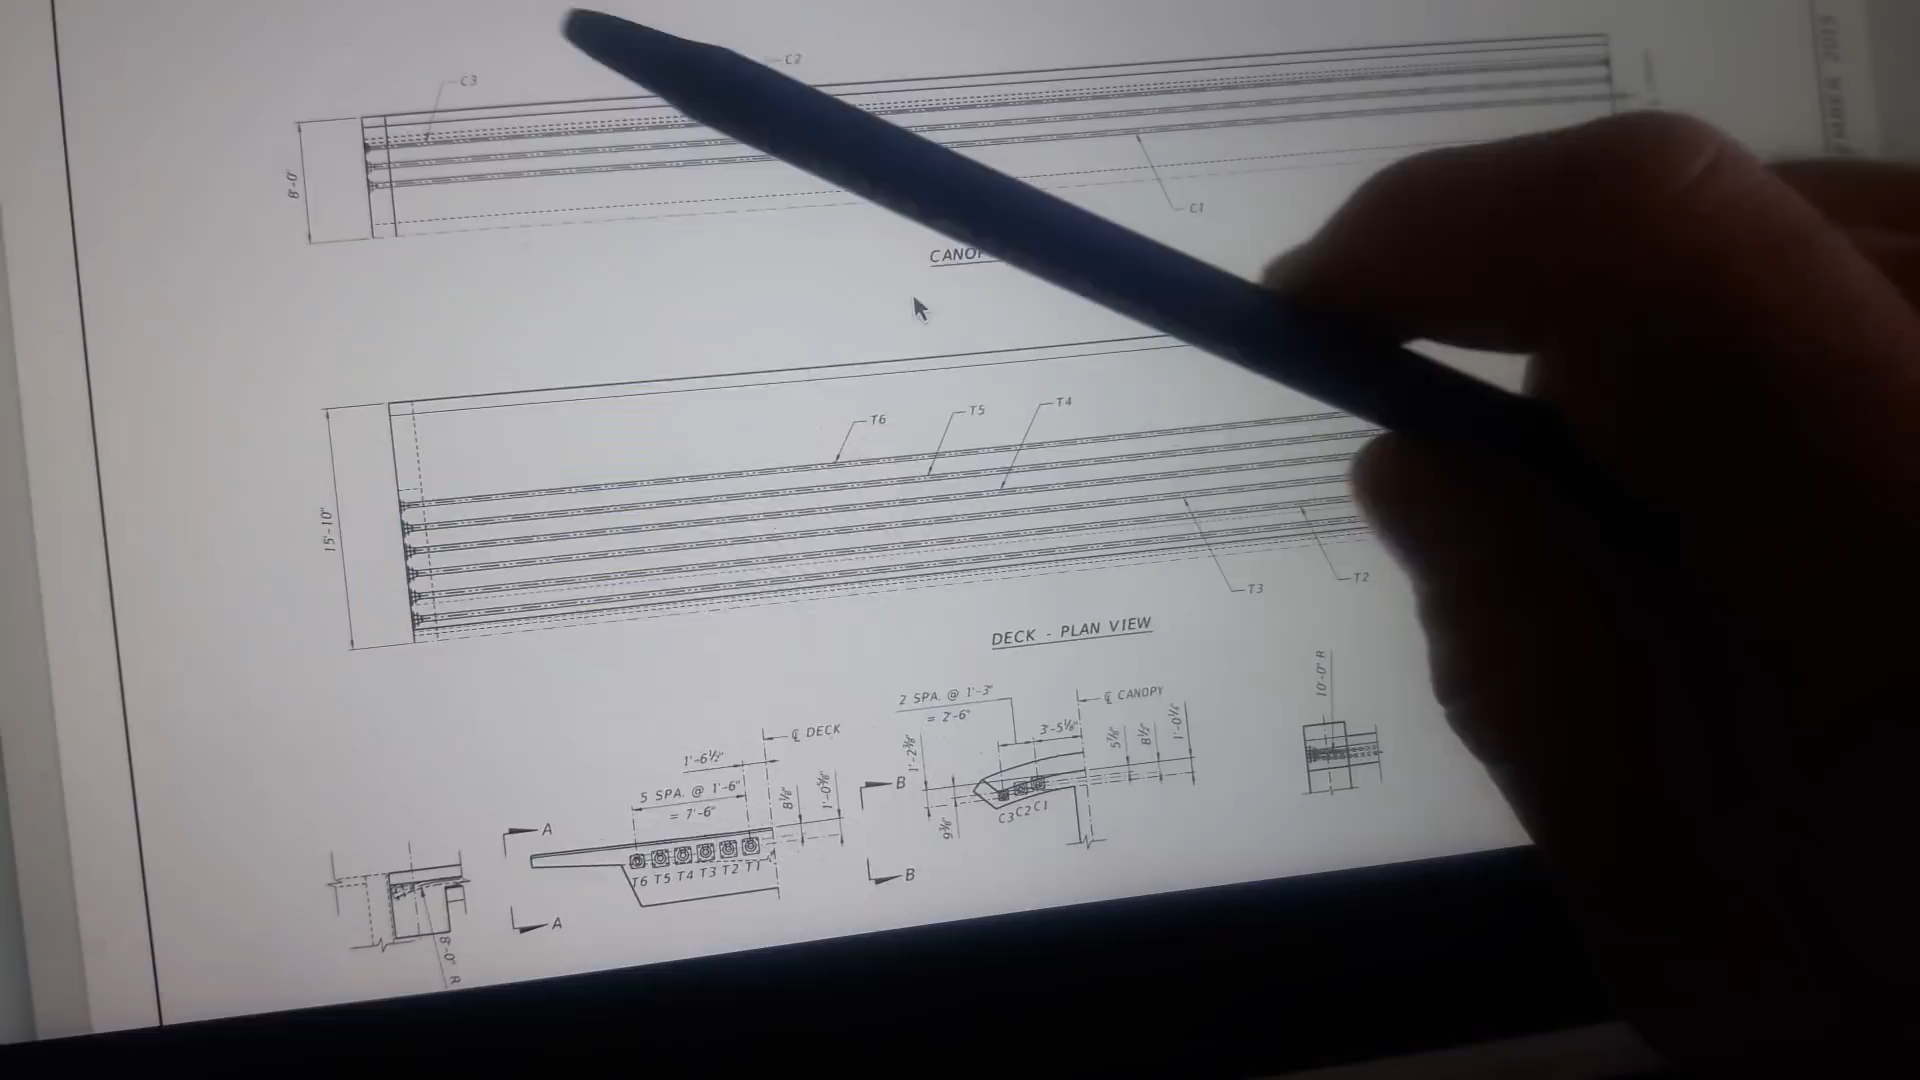 C3
C2
8'-0"
C1
CANOP
T6
T5
T4
15'-10"
T3
T2
DECK - PLAN VIEW
2 SPA. @ 1'-3"
= 2'-6"
℄ CANOPY
10'-0" R
℄ DECK
1'-6½"
3'-5⅛"
1'-2⅜"
8½"
5 SPA. @ 1'-6"
= 7'-6"
B
A
C3 C2 C1
T6 T5 T4 T3 T2 T1
B
A
8'-0" R